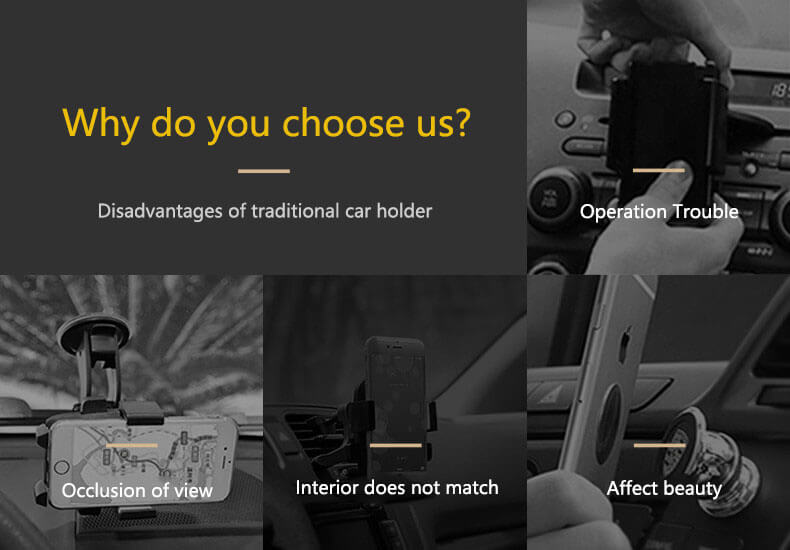 Why do you choose us?
Disadvantages of traditional car holder
Operation Trouble
Occlusion of view
Interior does not match
Affect beauty